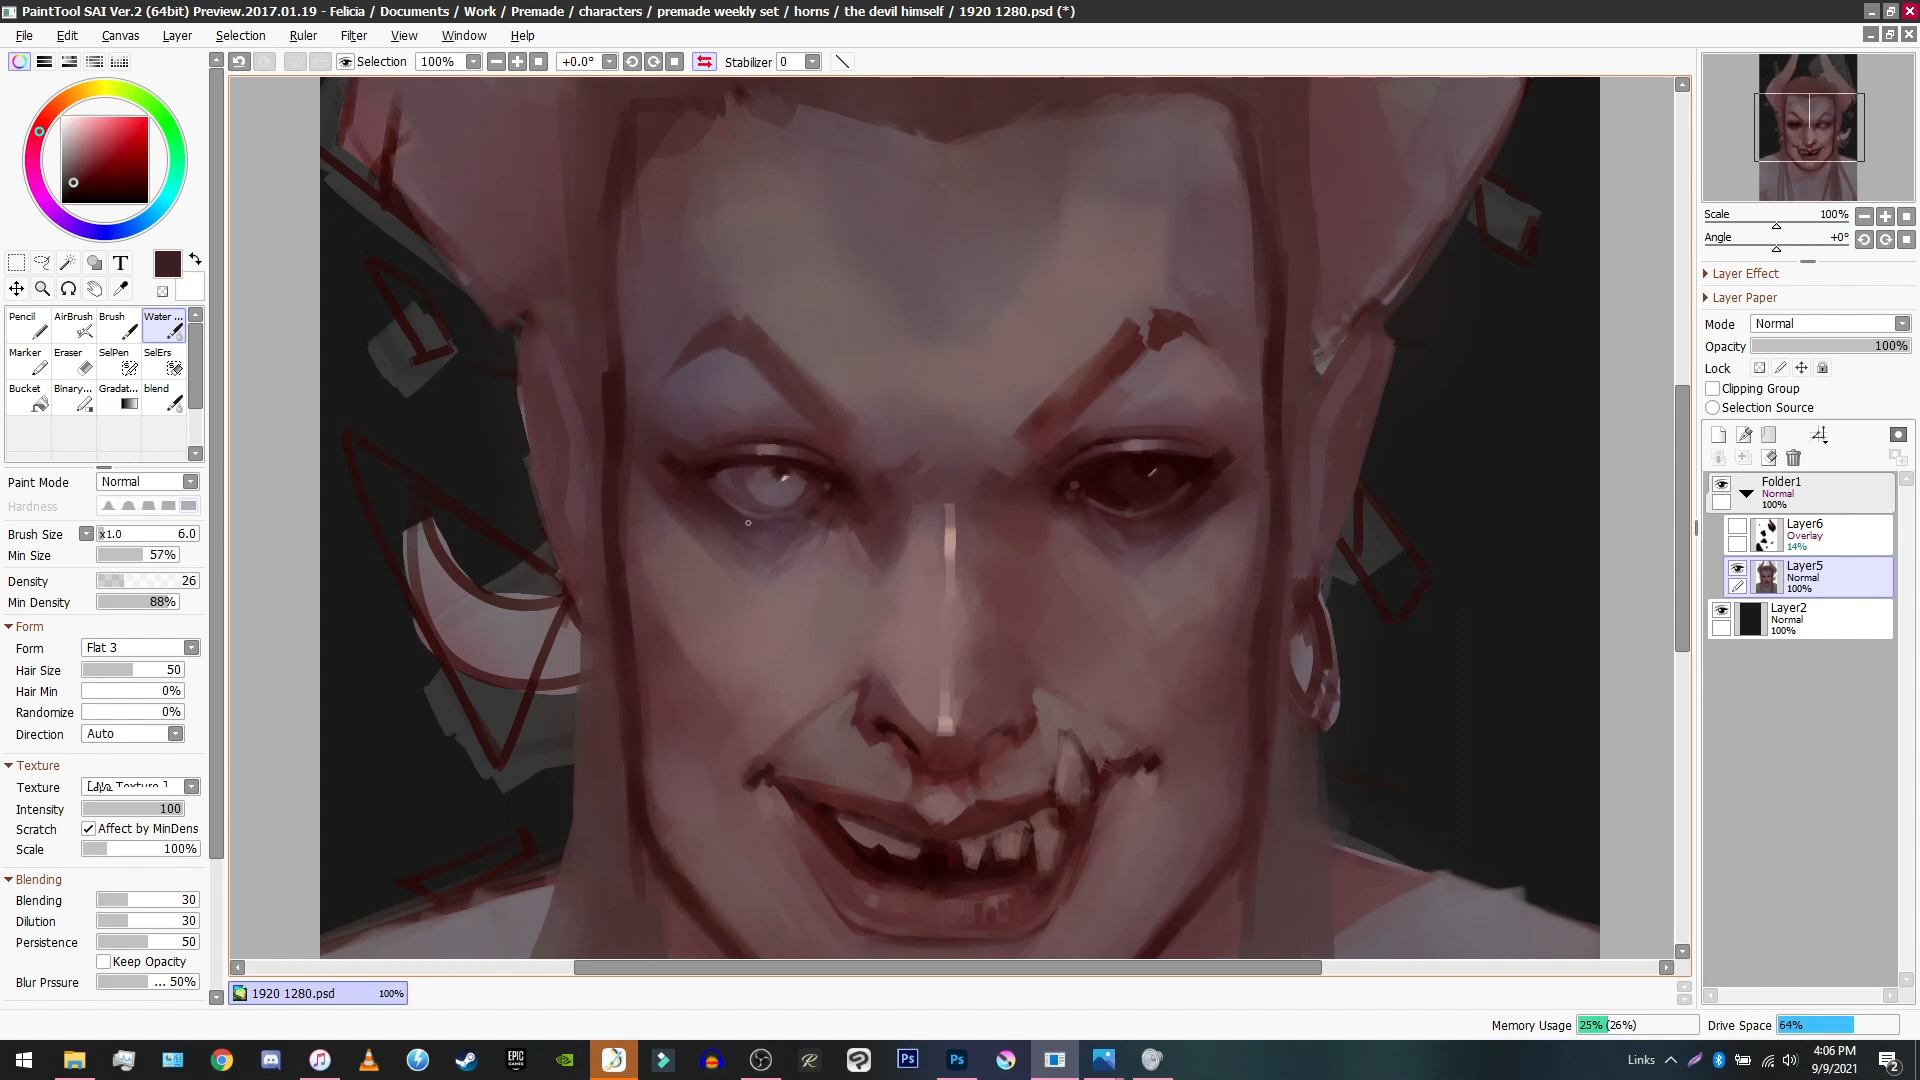 PaintTool SAI Ver.2 (64bit) Preview.2017.01.19 - Felicia / Documents / Work / Premade / characters / premade weekly set / horns / the devil himself / 1920 1280.psd (*)
File Edit Canvas Layer Selection Ruler Filter View Window Help
Selection 100% +0.0° Stabilizer 0
T
Pencil AirBrush Brush Water ...
Marker Eraser SelPen SelErs
Bucket Binary... Gradat... blend
Paint Mode Normal
Hardness
Brush Size x1.0 6.0
Min Size 57%
Density 26
Min Density 88%
Form
Form Flat 3
Hair Size 50
Hair Min 0%
Randomize 0%
Direction Auto
Texture
Texture
Intensity 100
Scratch Affect by MinDens
Scale 100%
Blending
Blending 30
Dilution 30
Persistence 50
Keep Opacity
Blur Prssure ... 50%
1920 1280.psd 100%
Scale 100%
Angle +0°
Layer Effect
Layer Paper
Mode Normal
Opacity 100%
Lock
Clipping Group
Selection Source
Folder1
Normal
100%
Layer6
Overlay
14%
Layer5
Normal
100%
Layer2
Normal
100%
Memory Usage 25% (26%) Drive Space 64%
EPIC GAMES
Ps Ps
Links 4:06 PM
9/9/2021
2